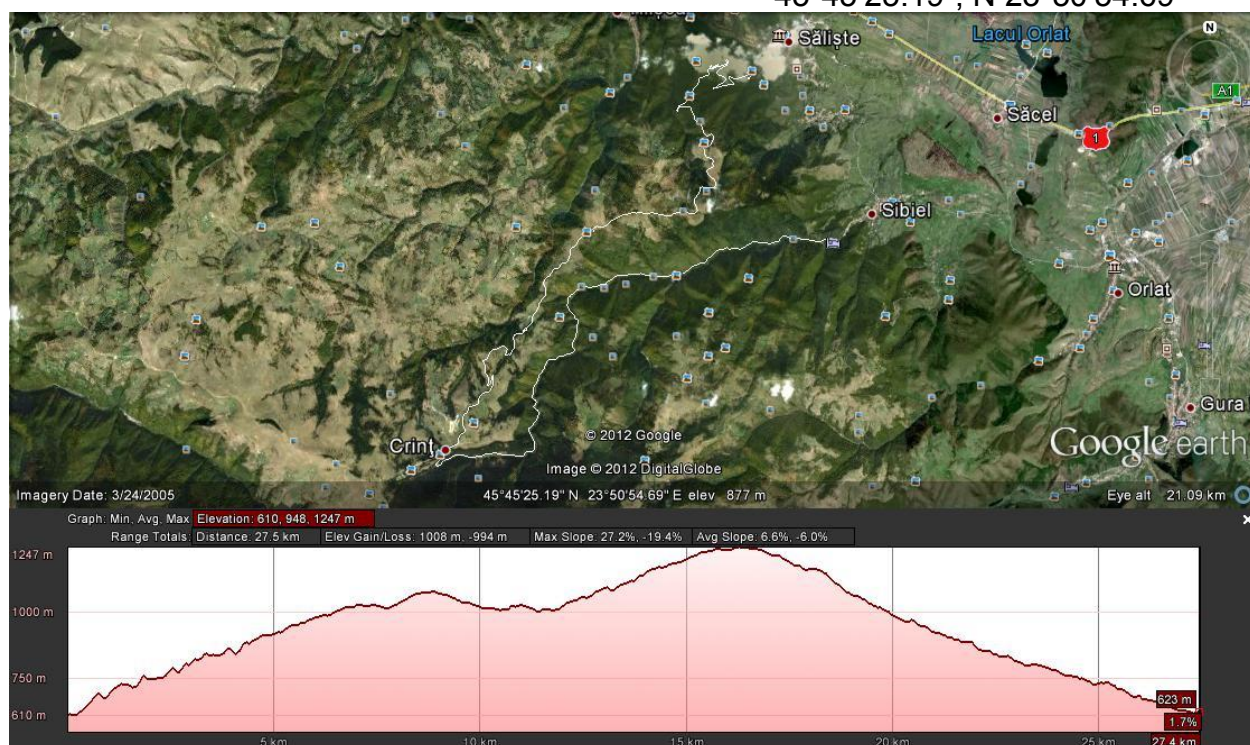 Sălişte
Lacul Orlat
N
A1
Săcel
1
Sibiel
Orlat
Gura
Crinţ
© 2012 Google
Google earth
Image © 2012 DigitalGlobe
Imagery Date: 3/24/2005
45°45'25.19" N 23°50'54.69" E elev 877 m
Eye alt 21.09 km
Graph: Min, Avg, Max Elevation: 610, 948, 1247 m
Range Totals: Distance: 27.5 km Elev Gain/Loss: 1008 m, -994 m Max Slope: 27.2%, -19.4% Avg Slope: 6.6%, -6.0%
1247 m
1000 m
750 m
623 m
610 m
1.7%
5 km 10 km 15 km 20 km 25 km 27.4 km